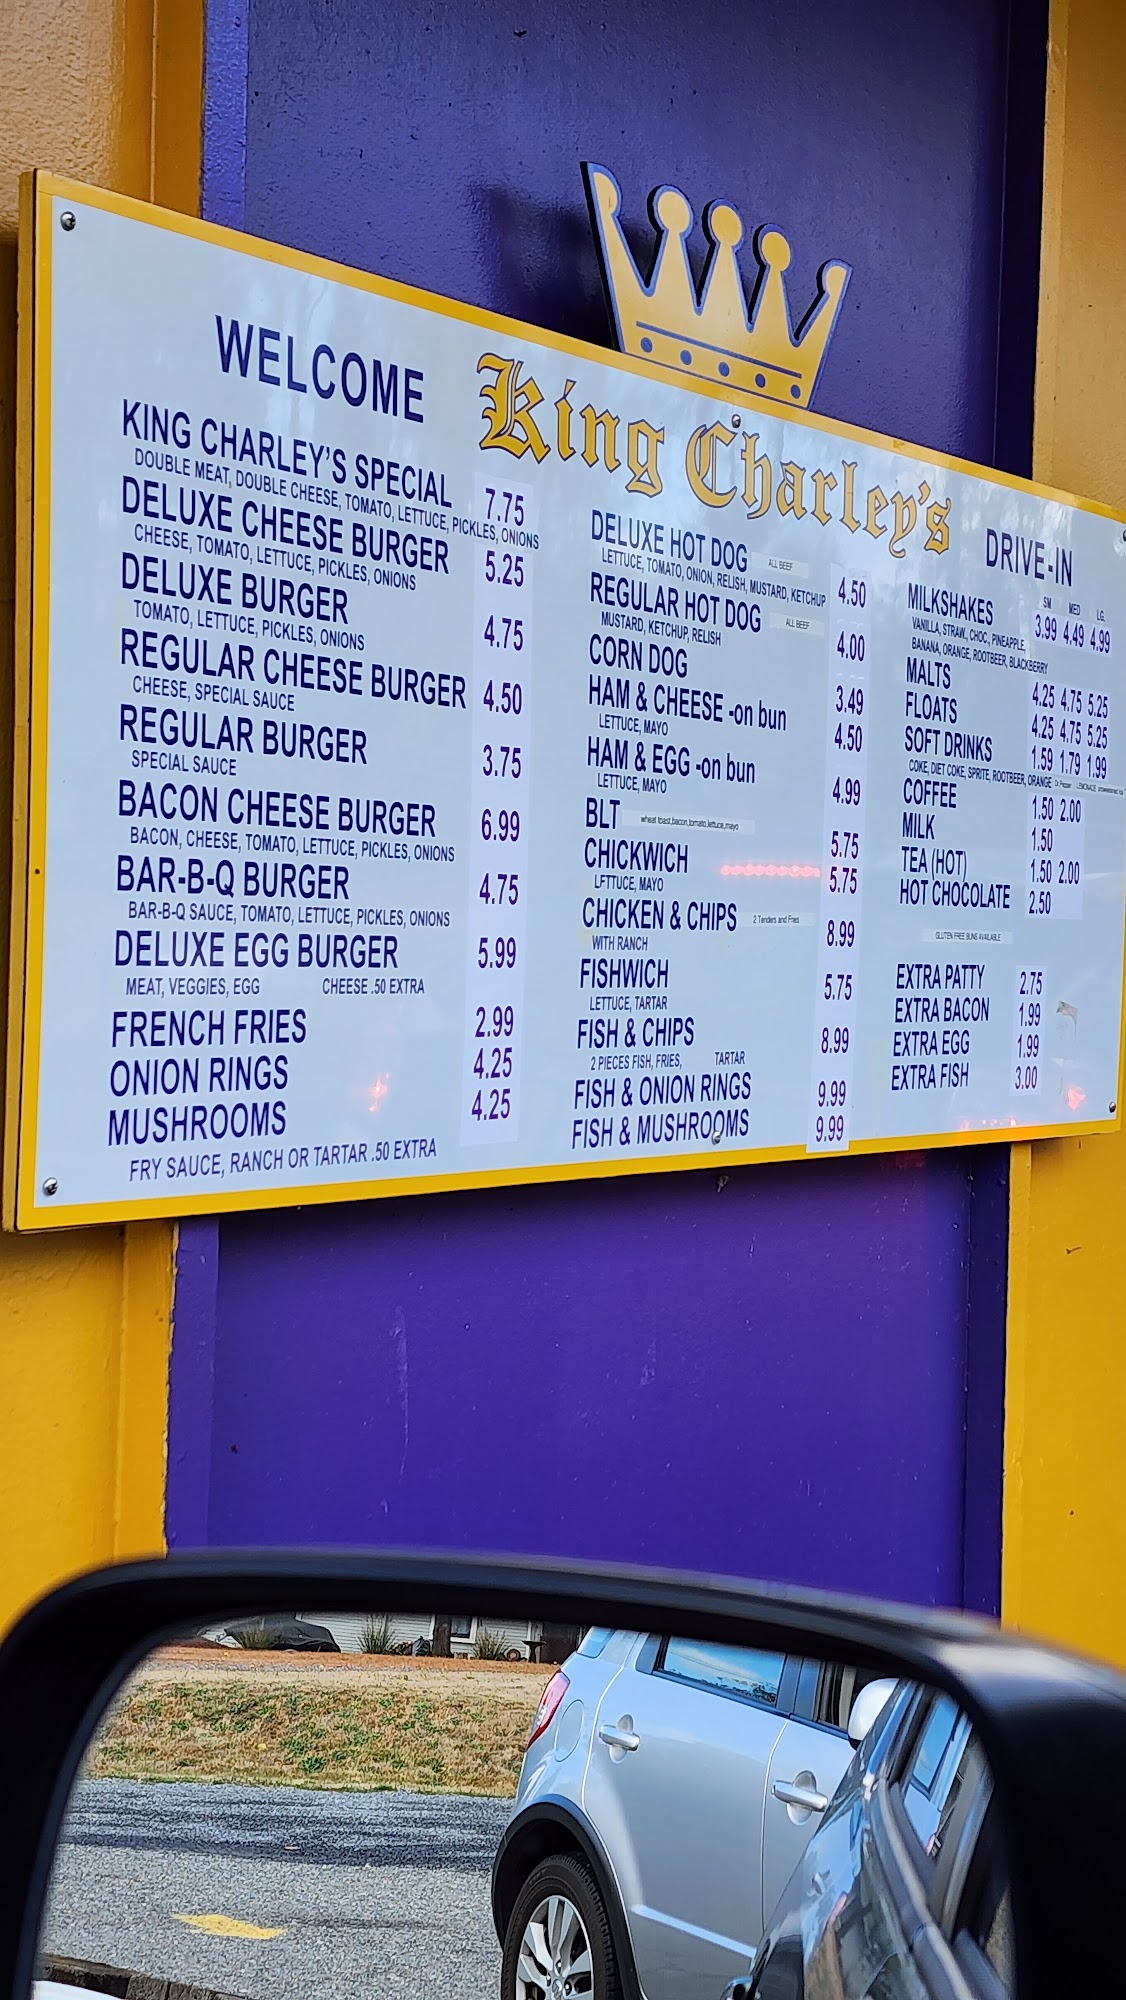 WELCOME King Charley's DRIVE-IN
KING CHARLEY'S SPECIAL 7.75
DOUBLE MEAT, DOUBLE CHEESE, TOMATO, LETTUCE, PICKLES, ONIONS
DELUXE CHEESE BURGER 5.25
CHEESE, TOMATO, LETTUCE, PICKLES, ONIONS
DELUXE BURGER 4.75
TOMATO, LETTUCE, PICKLES, ONIONS
REGULAR CHEESE BURGER 4.50
CHEESE, SPECIAL SAUCE
REGULAR BURGER 3.75
SPECIAL SAUCE
BACON CHEESE BURGER 6.99
BACON, CHEESE, TOMATO, LETTUCE, PICKLES, ONIONS
BAR-B-Q BURGER 4.75
BAR-B-Q SAUCE, TOMATO, LETTUCE, PICKLES, ONIONS
DELUXE EGG BURGER 5.99
MEAT, VEGGIES, EGG CHEESE .50 EXTRA
FRENCH FRIES 2.99
ONION RINGS 4.25
MUSHROOMS 4.25
FRY SAUCE, RANCH OR TARTAR .50 EXTRA
DELUXE HOT DOG ALL BEEF 4.50
LETTUCE, TOMATO, ONION, RELISH, MUSTARD, KETCHUP
REGULAR HOT DOG ALL BEEF 4.00
MUSTARD, KETCHUP, RELISH
CORN DOG 3.49
HAM & CHEESE -on bun 4.50
LETTUCE, MAYO
HAM & EGG -on bun 4.99
LETTUCE, MAYO
BLT wheat toast,bacon,tomato,lettuce,mayo 5.75
CHICKWICH 5.75
LFTTUCE, MAYO
CHICKEN & CHIPS 2 Tenders and Fries 8.99
WITH RANCH
FISHWICH 5.75
LETTUCE, TARTAR
FISH & CHIPS 8.99
2 PIECES FISH, FRIES, TARTAR
FISH & ONION RINGS 9.99
FISH & MUSHROOMS 9.99
SM MED LG.
MILKSHAKES 3.99 4.49 4.99
VANILLA, STRAW, CHOC, PINEAPPLE,
BANANA, ORANGE, ROOTBEER, BLACKBERRY
MALTS 4.25 4.75 5.25
FLOATS 4.25 4.75 5.25
SOFT DRINKS 1.59 1.79 1.99
COKE, DIET COKE, SPRITE, ROOTBEER, ORANGE Dr.Pepper LEMONADE
COFFEE 1.50 2.00
MILK 1.50
TEA (HOT) 1.50 2.00
HOT CHOCOLATE 2.50
GLUTEN FREE BUNS AVAILABLE
EXTRA PATTY 2.75
EXTRA BACON 1.99
EXTRA EGG 1.99
EXTRA FISH 3.00